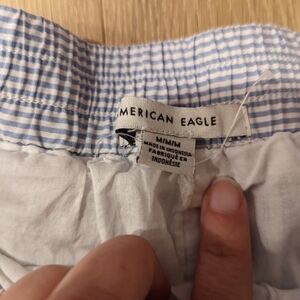 MERICAN EAGLE
M/M/M
MADE IN INDONESIA
FABRIQUÉ EN
INDONÉSIE